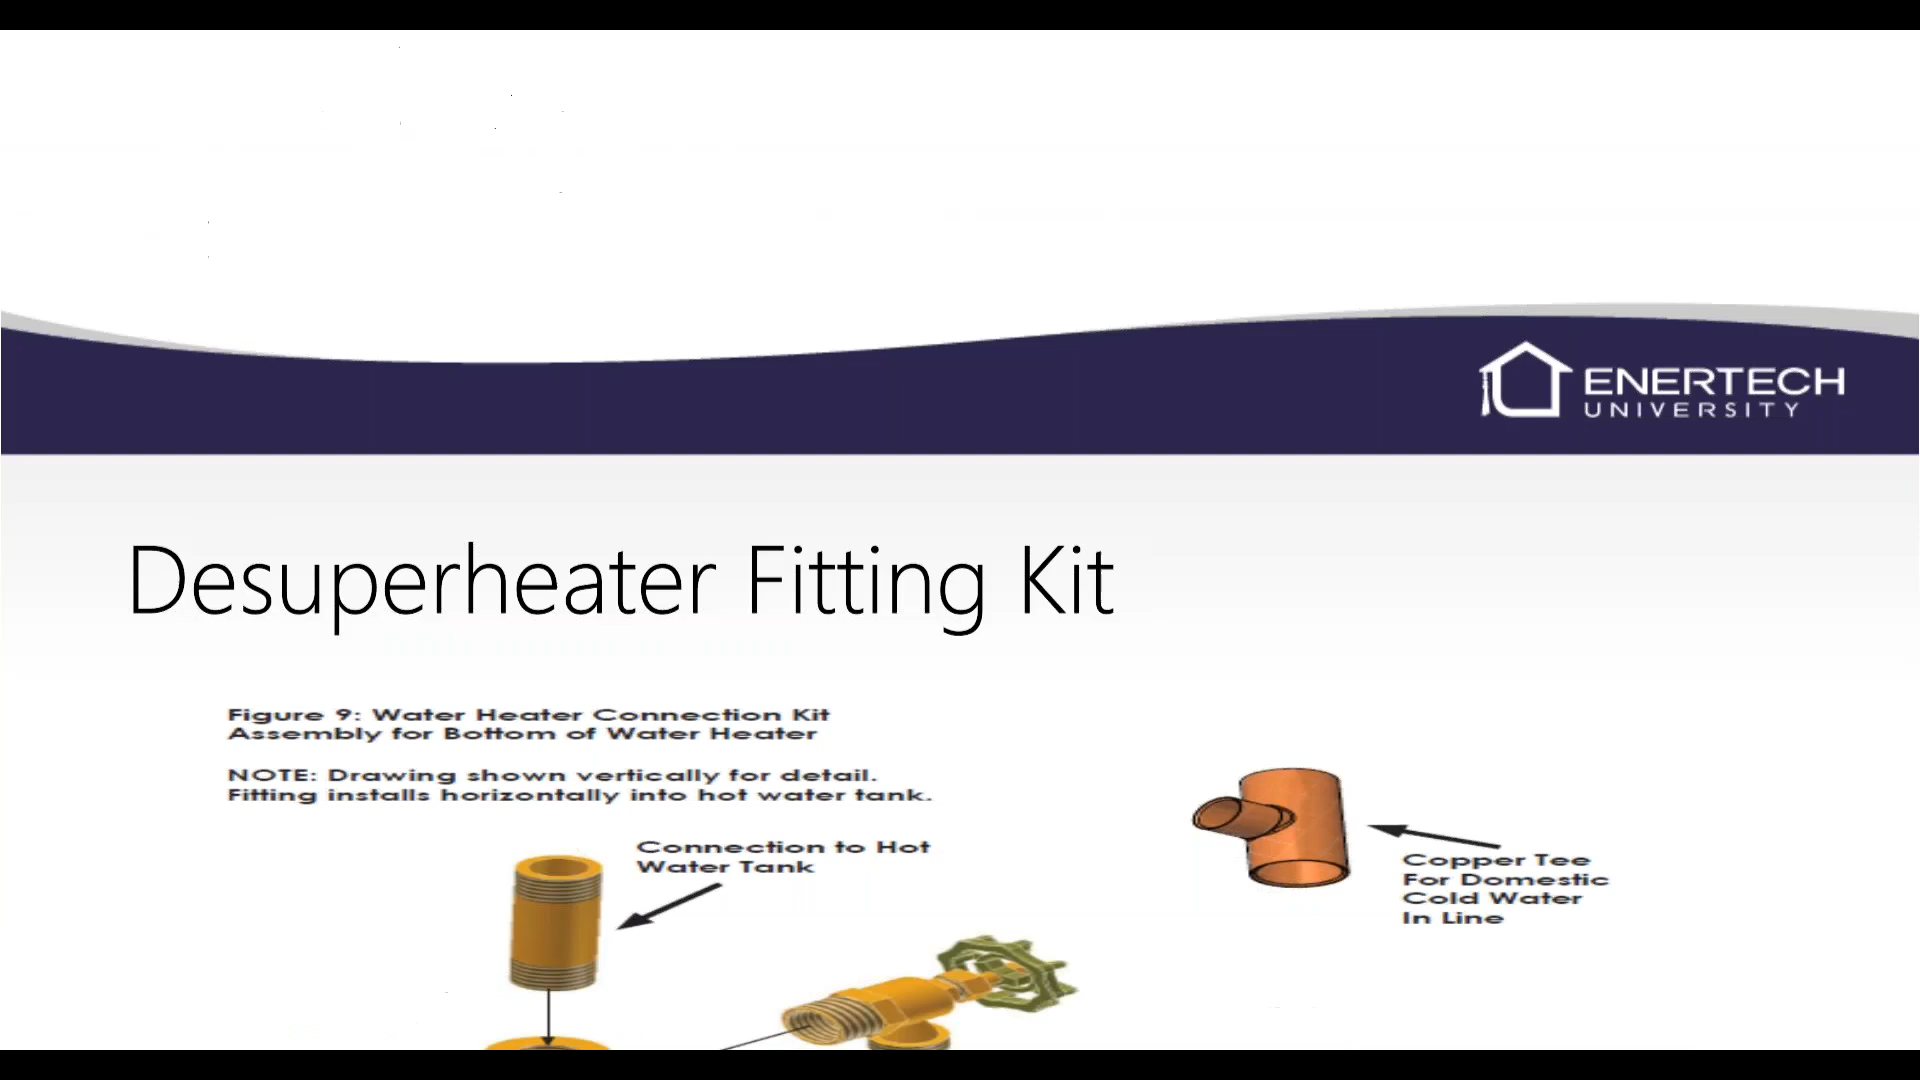 ENERTECH
UNIVERSITY
Desuperheater Fitting Kit
Figure 9: Water Heater Connection Kit
Assembly for Bottom of Water Heater
NOTE: Drawing shown vertically for detail.
Fitting installs horizontally into hot water tank.
Connection to Hot
Water Tank
Copper Tee
For Domestic
Cold Water
In Line